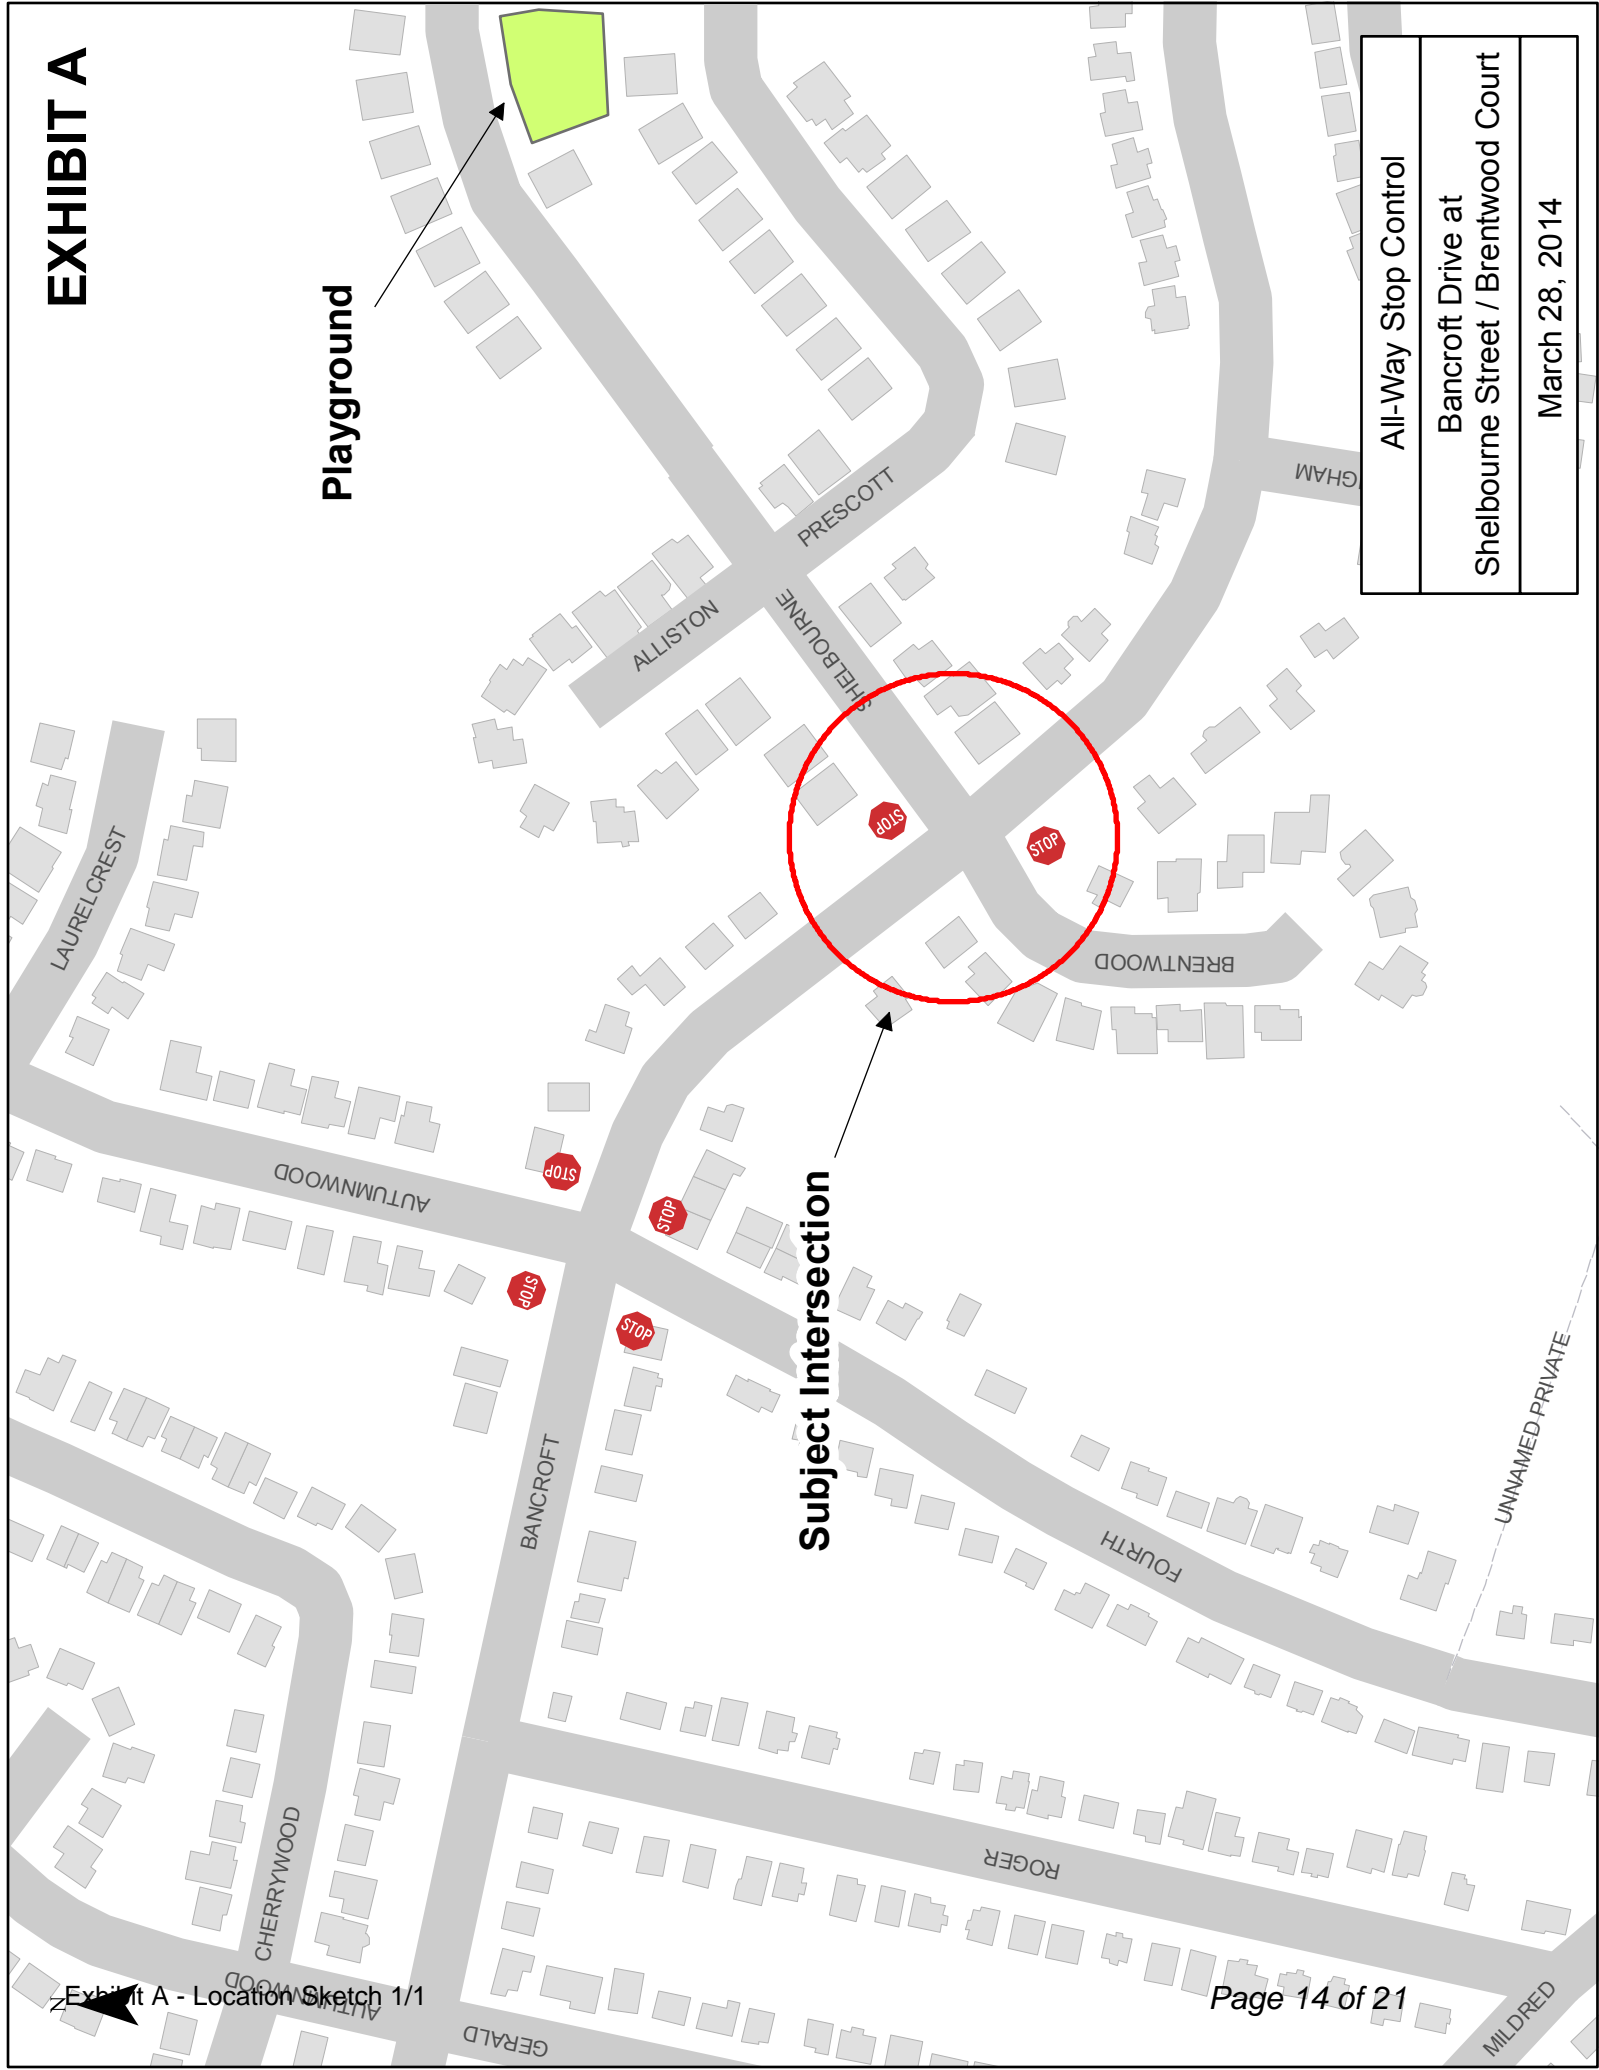 EXHIBIT A
Playground
Subject Intersection
All-Way Stop Control
Bancroft Drive at
Shelbourne Street / Brentwood Court
March 28, 2014
LAURELCREST
AUTUMNWOOD
ALLISTON
PRESCOTT
SHELBOURNE
BRENTWOOD
BANCROFT
FOURTH
UNNAMED PRIVATE
CHERRYWOOD
AUTUMNWOOD
GERALD
ROGER
MILDRED
STOP
STOP
STOP
STOP
STOP
STOP
N
Exhibit A - Location Sketch 1/1
Page 14 of 21